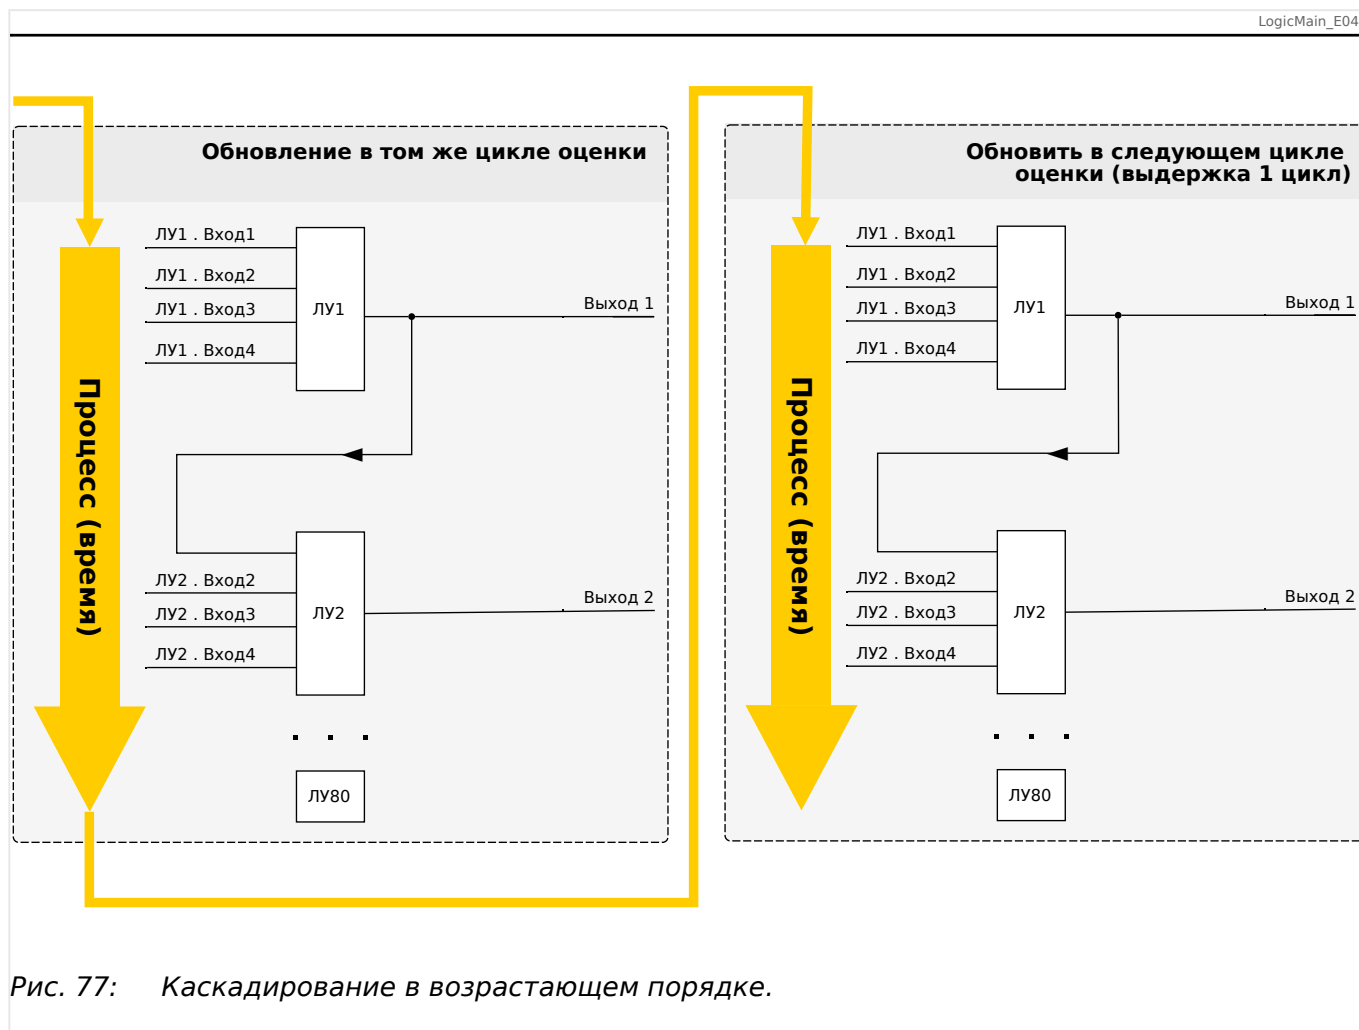 LogicMain_E04
Обновление в том же цикле оценки
ЛУ1 . Вход1
ЛУ1 . Вход2
ЛУ1 . Вход3
ЛУ1 . Вход4
ЛУ1
Выход 1
Процесс (время)
ЛУ2 . Вход2
ЛУ2 . Вход3
ЛУ2 . Вход4
ЛУ2
Выход 2
. . .
ЛУ80
Обновить в следующем цикле
оценки (выдержка 1 цикл)
ЛУ1 . Вход1
ЛУ1 . Вход2
ЛУ1 . Вход3
ЛУ1 . Вход4
ЛУ1
Выход 1
Процесс (время)
ЛУ2 . Вход2
ЛУ2 . Вход3
ЛУ2 . Вход4
ЛУ2
Выход 2
. . .
ЛУ80
Рис. 77: Каскадирование в возрастающем порядке.